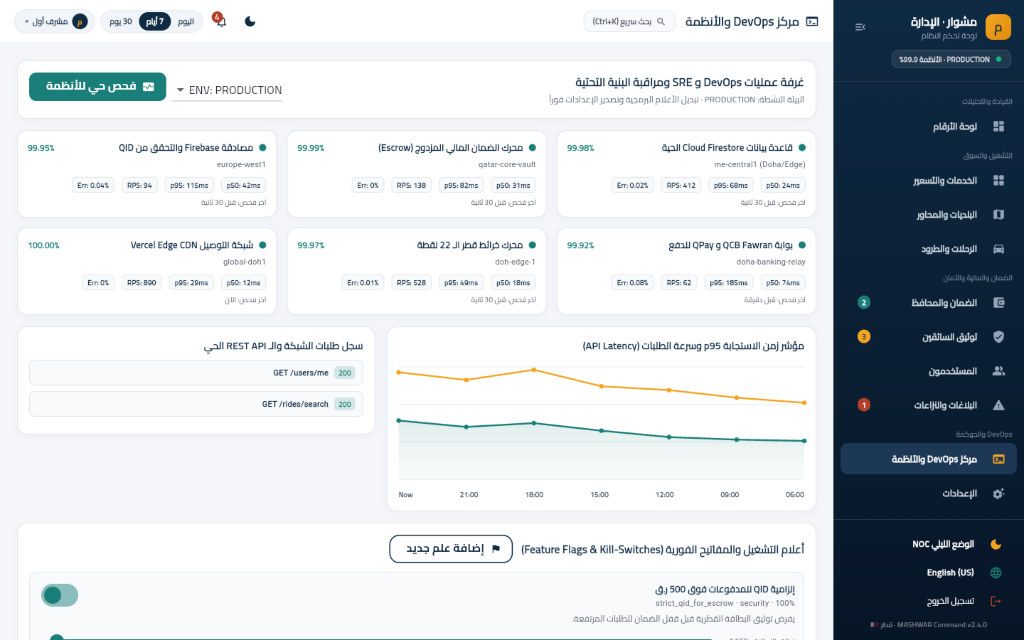 مشوار · الإدارة
لوحة تحكم النظام
م
PRODUCTION · الأنظمة 99.9%
القيادة والتحليلات
لوحة الأرقام
التشغيل والسوق
الخدمات والتسعير
البلديات والمحاور
الرحلات والطرود
الضمان والمالية والأمان
الضمان والمحافظ
2
توثيق السائقين
3
المستخدمون
البلاغات والنزاعات
1
DevOps والحوكمة
مركز DevOps والأنظمة
الإعدادات
الوضع الليلي NOC
English (US)
تسجيل الخروج
MASHWAR Command v2.4.0 · قطر
مركز DevOps والأنظمة
بحث سريع (Ctrl+K)
4
اليوم
7 أيام
30 يوم
م
مشرف أول
غرفة عمليات DevOps و SRE ومراقبة البنية التحتية
البيئة النشطة: PRODUCTION · تبديل الأعلام البرمجية وتصدير الإعدادات فوراً
ENV: PRODUCTION
فحص حي للأنظمة
قاعدة بيانات Cloud Firestore الحية
99.98%
me-central1 (Doha/Edge)
p50: 24ms
p95: 68ms
RPS: 412
Err: 0.02%
آخر فحص: قبل 30 ثانية
محرك الضمان المالي المزدوج (Escrow)
99.99%
qatar-core-vault
p50: 31ms
p95: 82ms
RPS: 138
Err: 0%
آخر فحص: قبل 30 ثانية
مصادقة Firebase والتحقق من QID
99.95%
europe-west1
p50: 42ms
p95: 115ms
RPS: 94
Err: 0.04%
آخر فحص: قبل 30 ثانية
بوابة QCB Fawran و QPay للدفع
99.92%
doha-banking-relay
p50: 74ms
p95: 185ms
RPS: 62
Err: 0.08%
آخر فحص: قبل دقيقة
محرك خرائط قطر الـ 22 نقطة
99.97%
doh-edge-1
p50: 18ms
p95: 49ms
RPS: 528
Err: 0.01%
آخر فحص: قبل 30 ثانية
شبكة التوصيل Vercel Edge CDN
100.00%
global-doh1
p50: 12ms
p95: 29ms
RPS: 890
Err: 0%
آخر فحص: الآن
مؤشر زمن الاستجابة p95 وسرعة الطلبات (API Latency)
Now
21:00
18:00
15:00
12:00
09:00
06:00
سجل طلبات الشبكة والـ REST API الحي
200 GET /users/me
200 GET /rides/search
أعلام التشغيل والمفاتيح الفورية (Feature Flags & Kill-Switches)
إضافة علم جديد
إلزامية QID للمدفوعات فوق 500 ر.ق
strict_qid_for_escrow · security · 100%
يفرض توثيق البطاقة القطرية قبل قفل الضمان للطلبات المرتفعة.